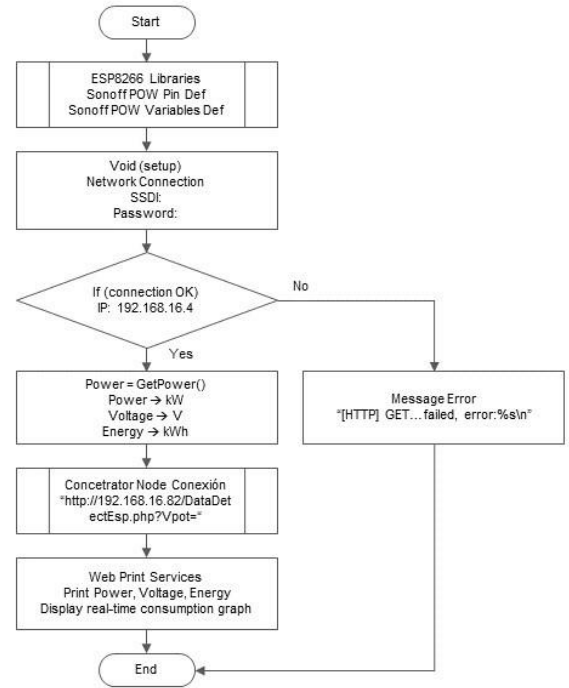 Start
ESP8266 Libraries
Sonoff POW Pin Def
Sonoff POW Variables Def
Void (setup)
Network Connection
SSDI:
Password:
If (connection OK)
IP: 192.168.16.4
No
Yes
Power = GetPower()
Power → kW
Voltage → V
Energy → kWh
Message Error
“[HTTP] GET... failed, error:%s\n”
Concetrator Node Conexión
“http://192.168.16.82/DataDet
ectEsp.php?Vpot=“
Web Print Services
Print Power, Voltage, Energy
Display real-time consumption graph
End